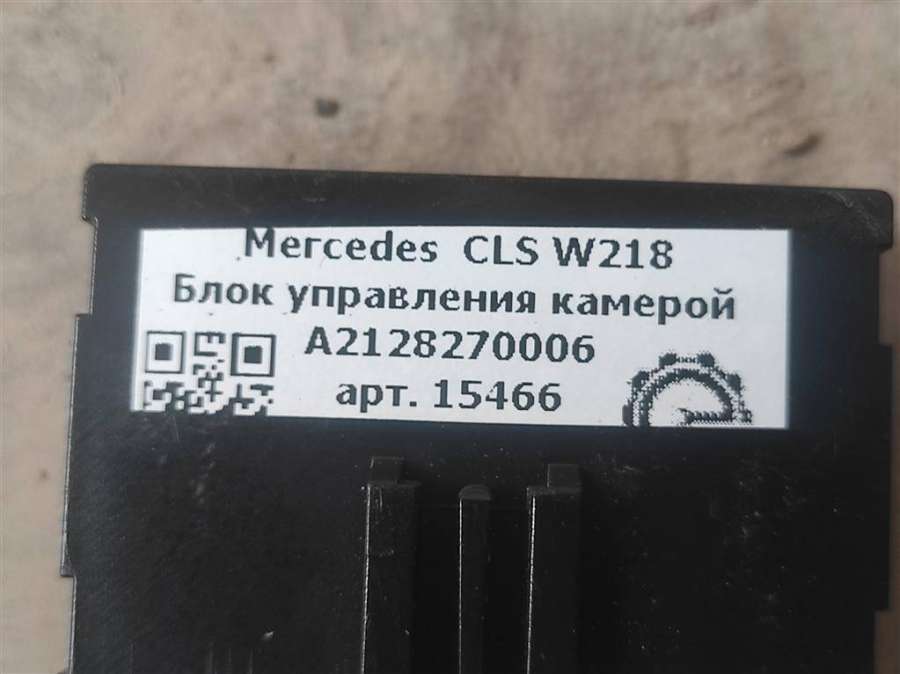 Mercedes CLS W218
Блок управления камерой
A2128270006
арт. 15466